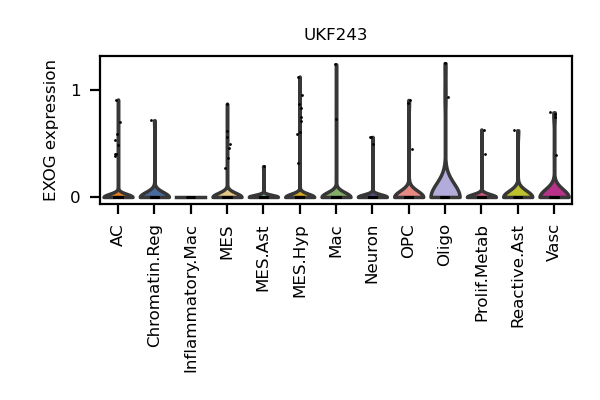 UKF243
EXOG expression
1
0
AC
Chromatin.Reg
Inflammatory.Mac
MES
MES.Ast
MES.Hyp
Mac
Neuron
OPC
Oligo
Prolif.Metab
Reactive.Ast
Vasc